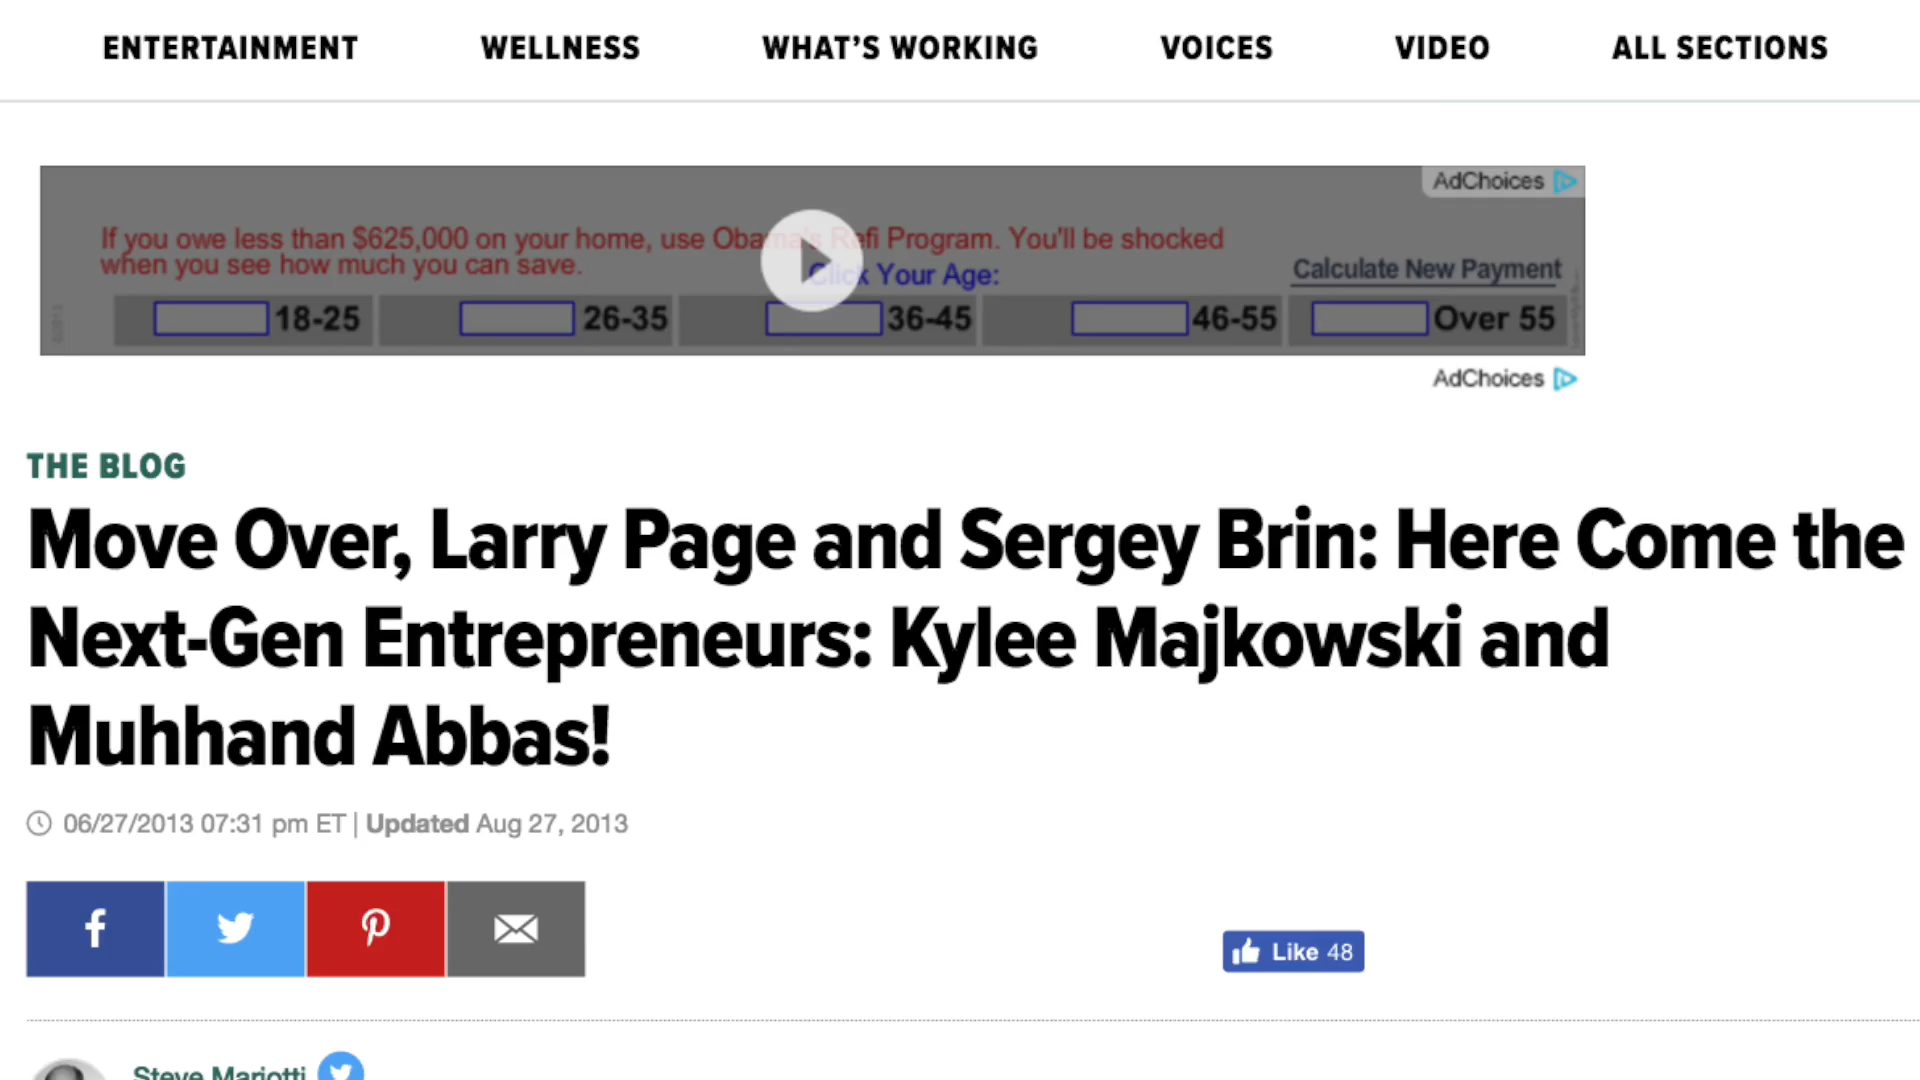 ENTERTAINMENT WELLNESS WHAT'S WORKING VOICES VIDEO ALL SECTIONS
AdChoices
If you owe less than $625,000 on your home, use Obama's Refi Program. You'll be shocked
when you see how much you can save.
Click Your Age:
Calculate New Payment
18-25 26-35 36-45 46-55 Over 55
AdChoices
THE BLOG
Move Over, Larry Page and Sergey Brin: Here Come the
Next-Gen Entrepreneurs: Kylee Majkowski and
Muhhand Abbas!
06/27/2013 07:31 pm ET | Updated Aug 27, 2013
Like 48
Steve Mariotti